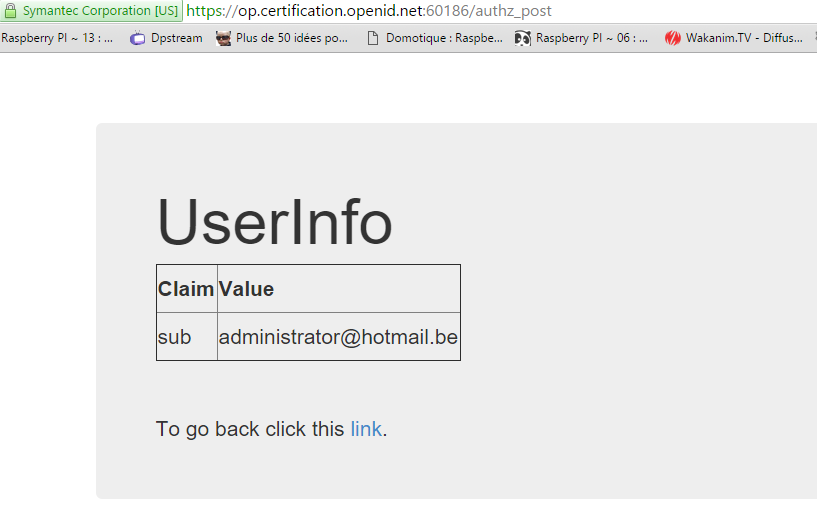 Symantec Corporation [US] https://op.certification.openid.net:60186/authz_post
Raspberry PI ~ 13 : ... Dpstream Plus de 50 idées po... Domotique : Raspbe... Raspberry PI ~ 06 : ... Wakanim.TV - Diffus...
UserInfo
Claim Value
sub administrator@hotmail.be
To go back click this link.